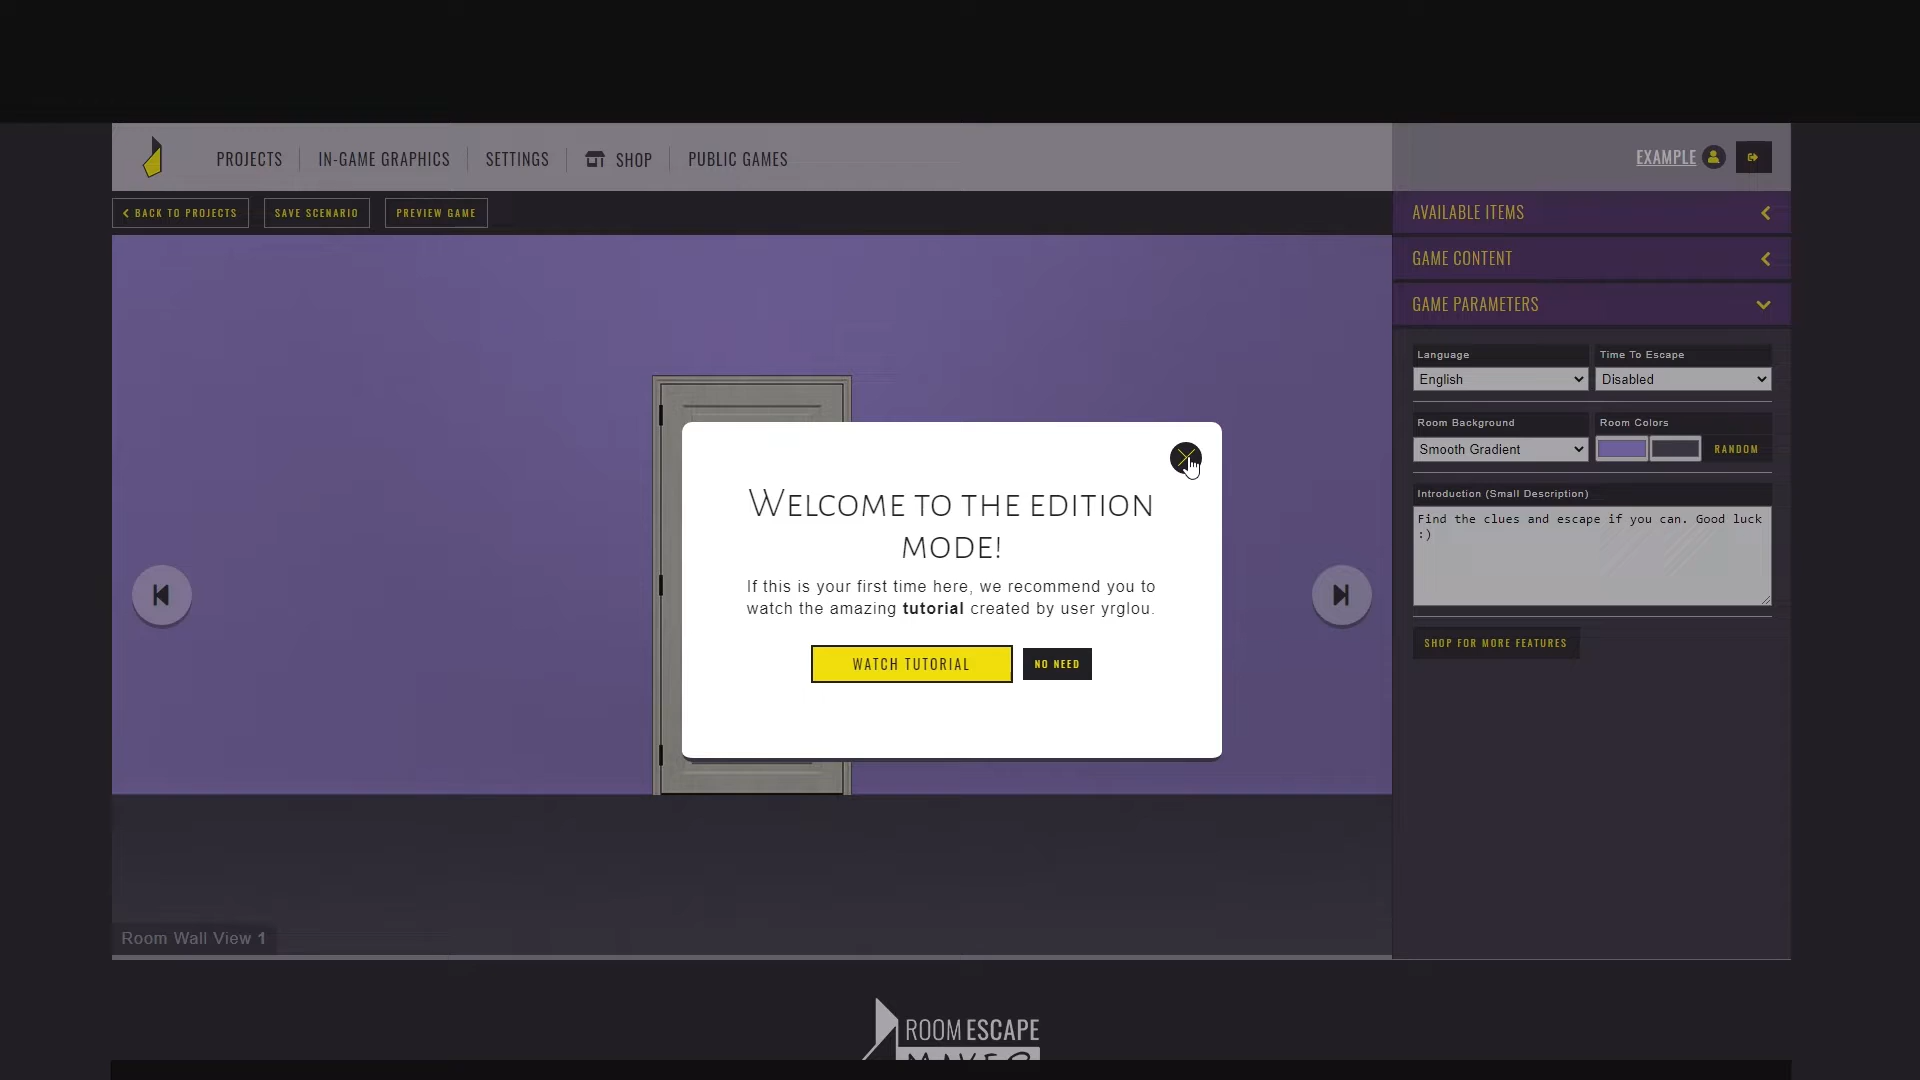 PROJECTS
IN-GAME GRAPHICS
SETTINGS
SHOP
PUBLIC GAMES
EXAMPLE
BACK TO PROJECTS
SAVE SCENARIO
PREVIEW GAME
AVAILABLE ITEMS
GAME CONTENT
GAME PARAMETERS
Language
Time To Escape
English
Disabled
Room Background
Room Colors
Smooth Gradient
RANDOM
Introduction (Small Description)
Find the clues and escape if you can. Good luck
:)
SHOP FOR MORE FEATURES
Welcome to the edition
mode!
If this is your first time here, we recommend you to
watch the amazing tutorial created by user yrglou.
WATCH TUTORIAL
NO NEED
Room Wall View 1
ROOM ESCAPE